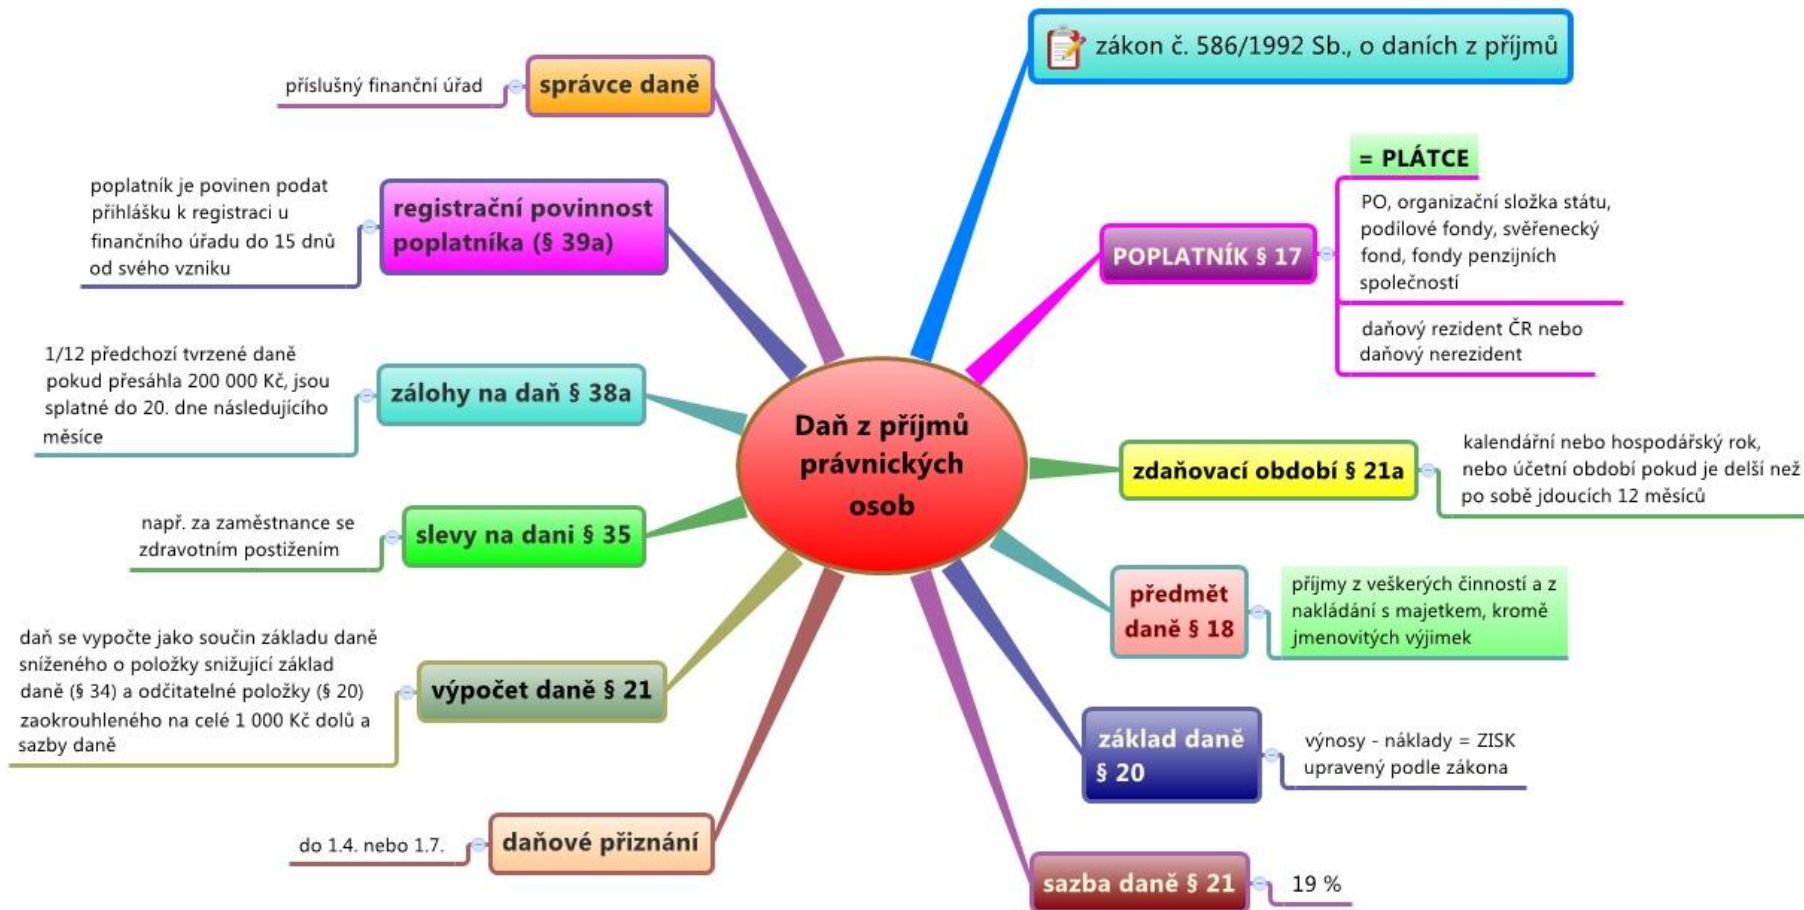 Daň z příjmů
právnických
osob
zákon č. 586/1992 Sb., o daních z příjmů
POPLATNÍK § 17
= PLÁTCE
PO, organizační složka státu,
podílové fondy, svěřenecký
fond, fondy penzijních
společností
daňový rezident ČR nebo
daňový nerezident
zdaňovací období § 21a
kalendářní nebo hospodářský rok,
nebo účetní období pokud je delší než
po sobě jdoucích 12 měsíců
předmět
daně § 18
příjmy z veškerých činností a z
nakládání s majetkem, kromě
jmenovitých výjimek
základ daně
§ 20
výnosy - náklady = ZISK
upravený podle zákona
sazba daně § 21
19 %
správce daně
příslušný finanční úřad
registrační povinnost
poplatníka (§ 39a)
poplatník je povinen podat
přihlášku k registraci u
finančního úřadu do 15 dnů
od svého vzniku
zálohy na daň § 38a
1/12 předchozí tvrzené daně
pokud přesáhla 200 000 Kč, jsou
splatné do 20. dne následujícího
měsíce
slevy na dani § 35
např. za zaměstnance se
zdravotním postižením
výpočet daně § 21
daň se vypočte jako součin základu daně
sníženého o položky snižující základ
daně (§ 34) a odčitatelné položky (§ 20)
zaokrouhleného na celé 1 000 Kč dolů a
sazby daně
daňové přiznání
do 1.4. nebo 1.7.